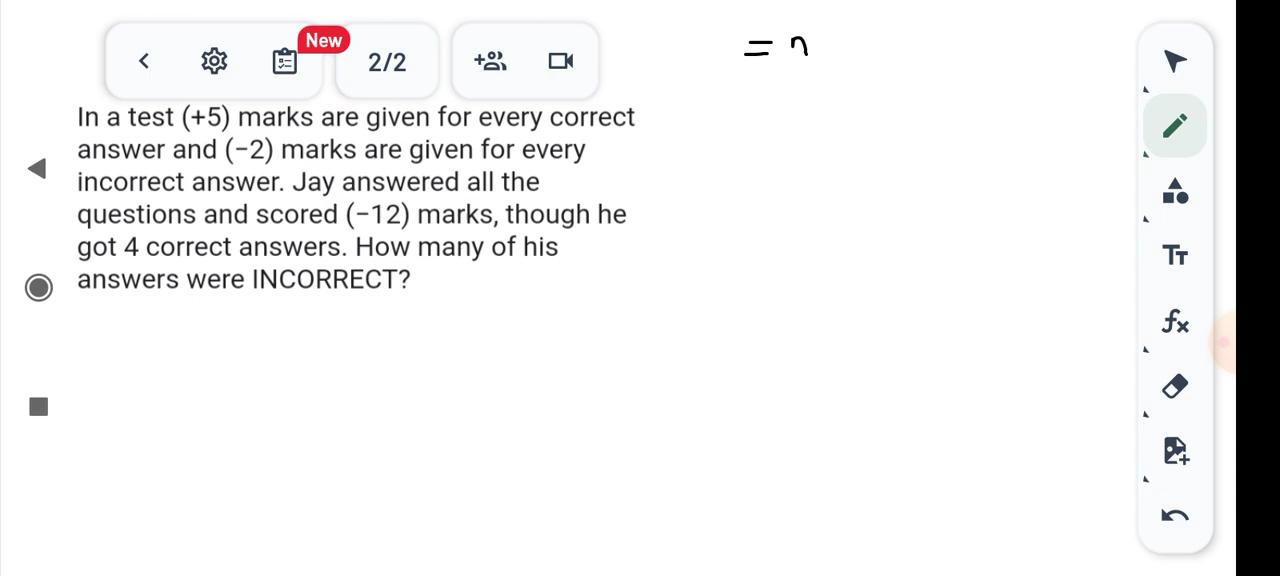 New
2/2
= n
In a test (+5) marks are given for every correct
answer and (−2) marks are given for every
incorrect answer. Jay answered all the
questions and scored (−12) marks, though he
got 4 correct answers. How many of his
answers were INCORRECT?
TT
fx